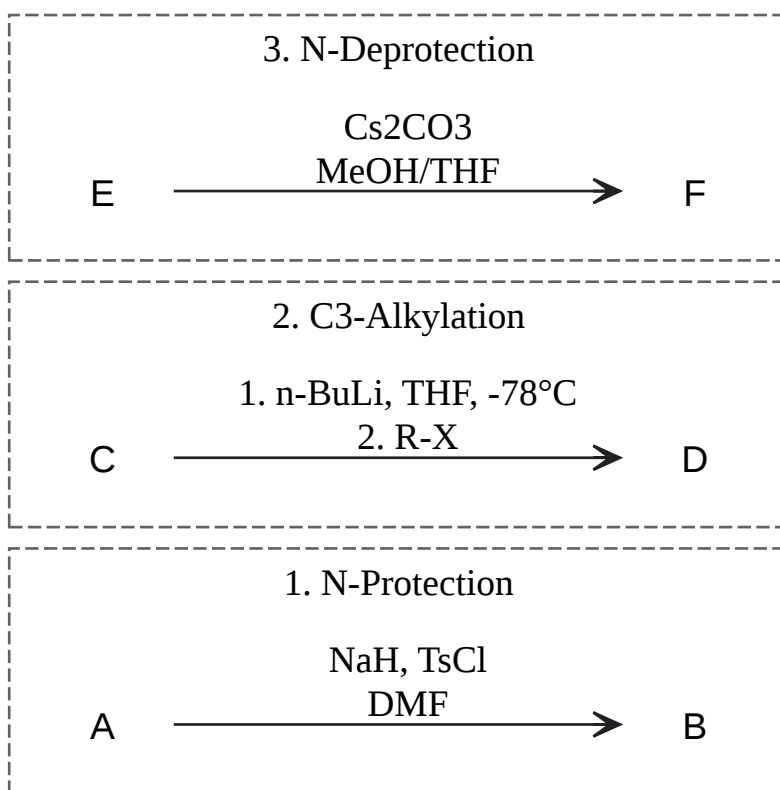 3. N-Deprotection
Cs2CO3
MeOH/THF
E
F
2. C3-Alkylation
1. n-BuLi, THF, -78°C
2. R-X
C
D
1. N-Protection
NaH, TsCl
DMF
A
B